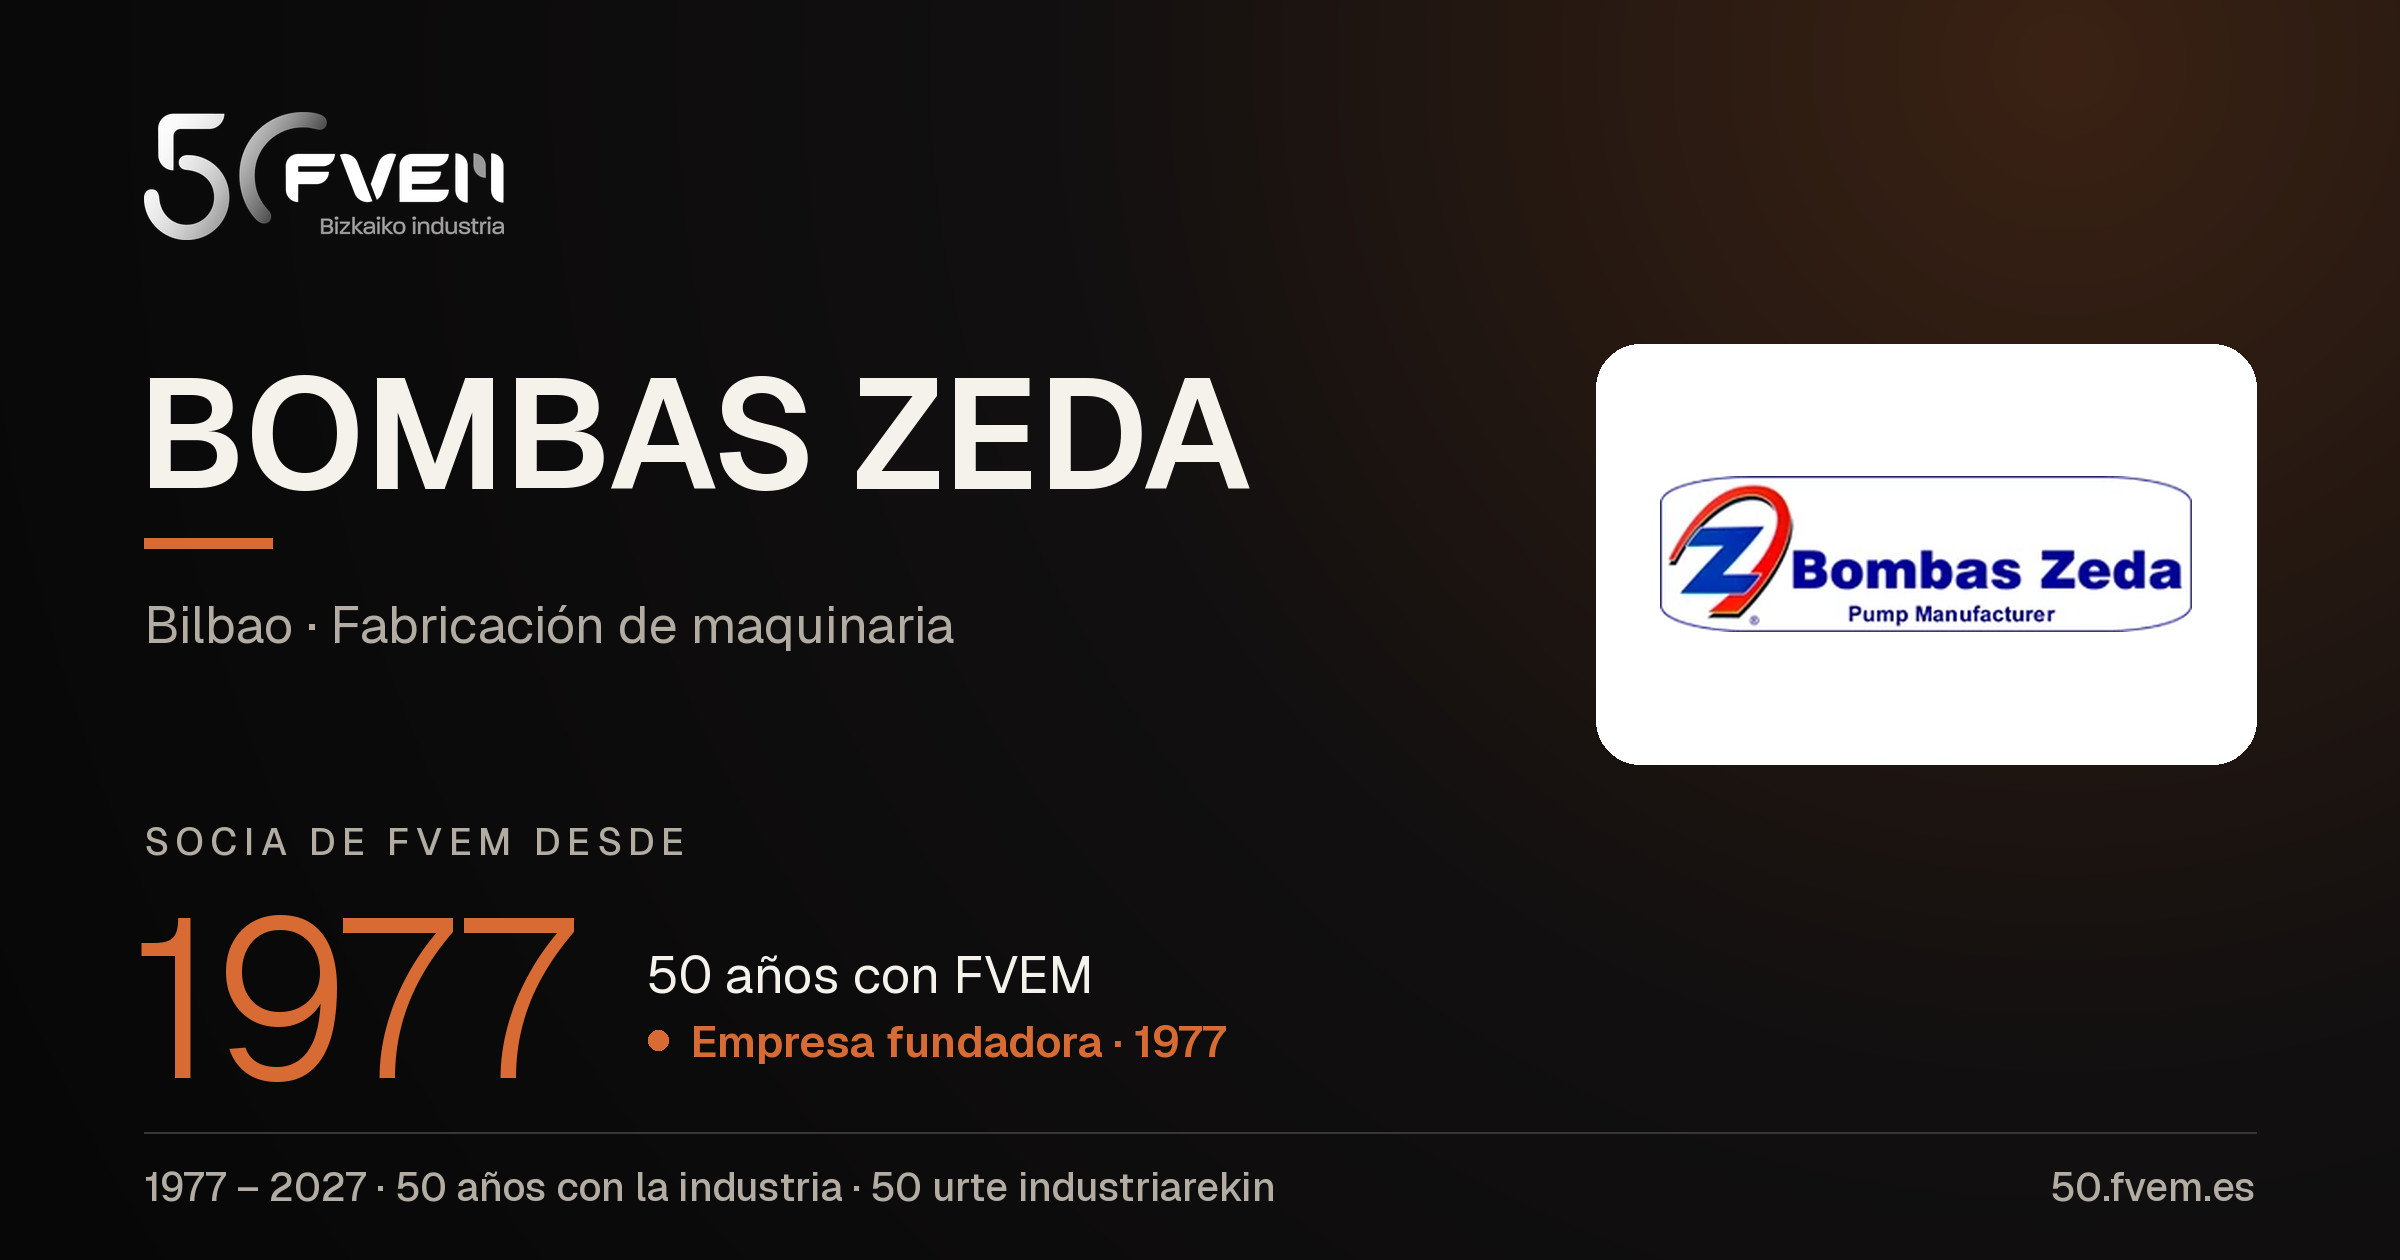 50 FVEM
Bizkaiko industria
BOMBAS ZEDA
Bilbao · Fabricación de maquinaria
Z Bombas Zeda
Pump Manufacturer
®
SOCIA DE FVEM DESDE
1977
50 años con FVEM
Empresa fundadora · 1977
1977 – 2027 · 50 años con la industria · 50 urte industriarekin
50.fvem.es